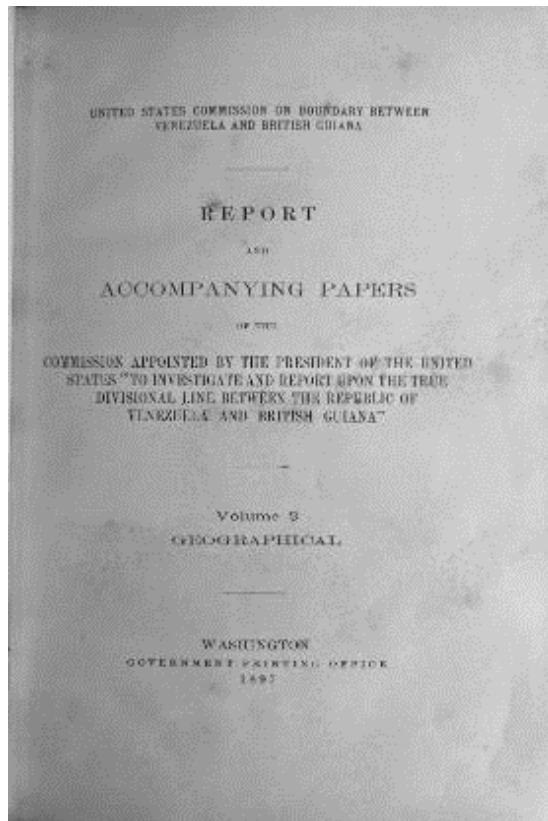 UNITED STATES COMMISSION ON BOUNDARY BETWEEN
VENEZUELA AND BRITISH GUIANA
REPORT
AND
ACCOMPANYING PAPERS
OF THE
COMMISSION APPOINTED BY THE PRESIDENT OF THE UNITED
STATES "TO INVESTIGATE AND REPORT UPON THE TRUE
DIVISIONAL LINE BETWEEN THE REPUBLIC OF
VENEZUELA AND BRITISH GUIANA"
Volume 3
GEOGRAPHICAL
WASHINGTON
GOVERNMENT PRINTING OFFICE
1897